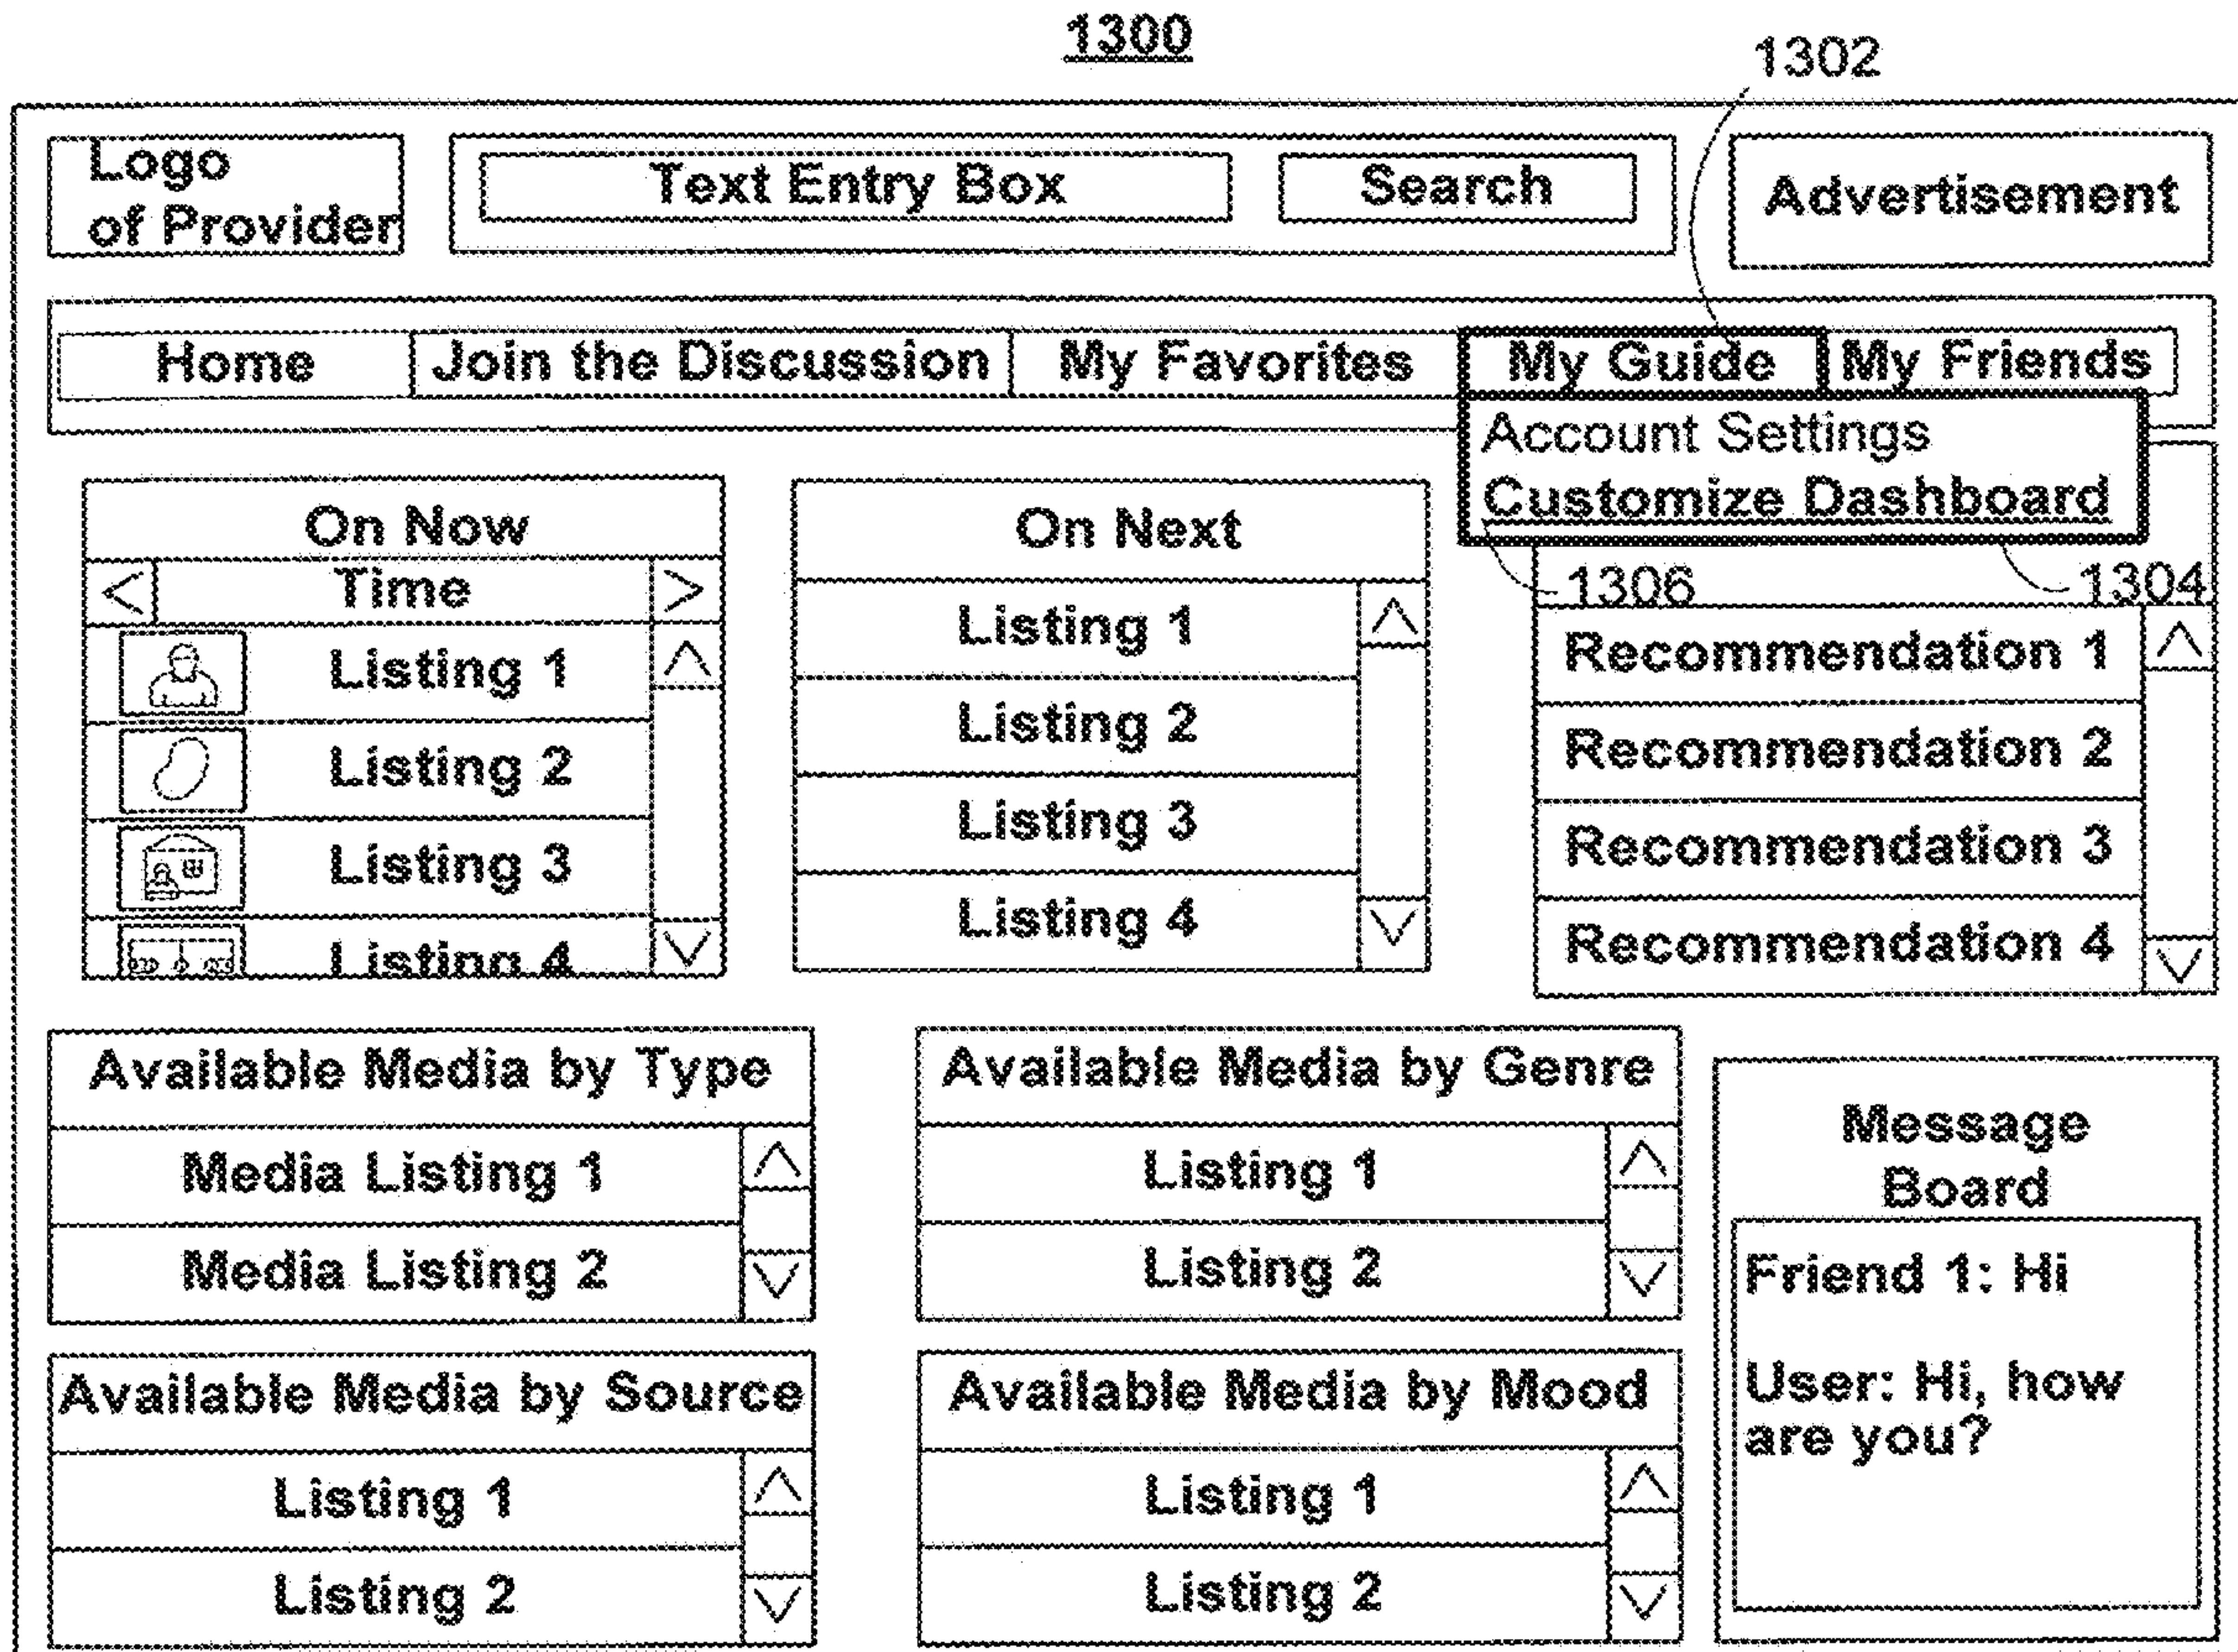 1300
1302
Logo
of Provider
Text Entry Box
Search
Advertisement
Home
Join the Discussion
My Favorites
My Guide
My Friends
Account Settings
Customize Dashboard
1306
1304
On Now
< Time >
Listing 1
Listing 2
Listing 3
Listing 4
On Next
Listing 1
Listing 2
Listing 3
Listing 4
Recommendation 1
Recommendation 2
Recommendation 3
Recommendation 4
Available Media by Type
Media Listing 1
Media Listing 2
Available Media by Genre
Listing 1
Listing 2
Message
Board
Friend 1: Hi
User: Hi, how
are you?
Available Media by Source
Listing 1
Listing 2
Available Media by Mood
Listing 1
Listing 2